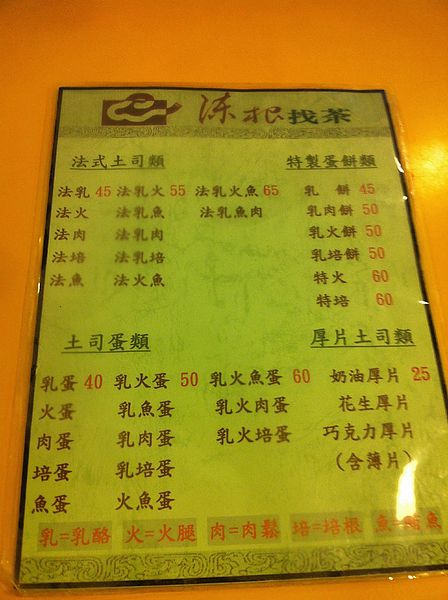 涑根找茶
法式土司類 特製蛋餅類
法乳 45 法乳火 55 法乳火魚 65 乳 餅 45
法火 法乳魚 法乳魚肉 乳肉餅 50
法肉 法乳肉 乳火餅 50
法培 法乳培 乳培餅 50
法魚 法火魚 特火 60
特培 60
土司蛋類 厚片土司類
乳蛋 40 乳火蛋 50 乳火魚蛋 60 奶油厚片 25
火蛋 乳魚蛋 乳火肉蛋 花生厚片
肉蛋 乳肉蛋 乳火培蛋 巧克力厚片
培蛋 乳培蛋 (含薄片)
魚蛋 火魚蛋
乳=乳酪 火=火腿 肉=肉鬆 培=培根 魚=鮪魚